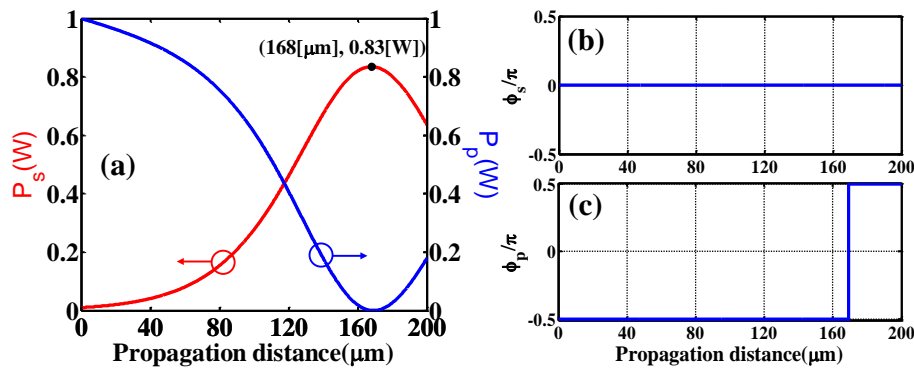 (a)
(168[μm], 0.83[W])
P_s(W)
P_p(W)
1
0.8
0.6
0.4
0.2
0
1
0.8
0.6
0.4
0.2
0
0 40 80 120 160 200
Propagation distance(μm)
(b)
ϕ_s/π
0.5
0
-0.5
0 40 80 120 160 200
(c)
ϕ_p/π
0.5
0
-0.5
0 40 80 120 160 200
Propagation distance(μm)